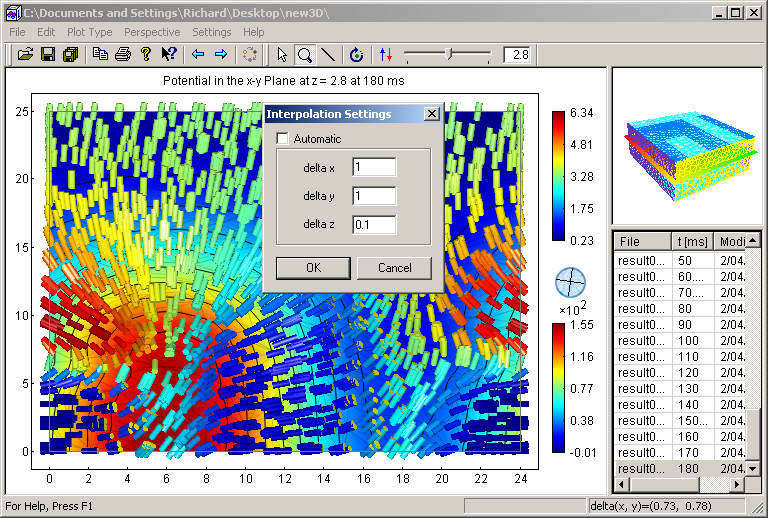 C:\Documents and Settings\Richard\Desktop\new3D\
File Edit Plot Type Perspective Settings Help
2.8
Potential in the x-y Plane at z = 2.8 at 180 ms
Interpolation Settings
Automatic
delta x 1
delta y 1
delta z 0.1
OK Cancel
25
20
15
10
5
0
0 2 4 6 8 10 12 14 16 18 20 22 24
6.34
4.81
3.28
1.75
0.23
×10²
1.55
1.16
0.77
0.38
-0.01
File t [ms] Modi
result0... 50 2/04.
result0... 60.... 2/04.
result0... 70.... 2/04.
result0... 80 2/04.
result0... 90 2/04.
result0... 100 2/04.
result0... 110 2/04.
result0... 120 2/04.
result0... 130 2/04.
result0... 140 2/04.
result0... 150... 2/04.
result0... 160 2/04.
result0... 170 2/04.
result0... 180 2/04.
For Help, Press F1
delta(x, y)=(0.73, 0.78)